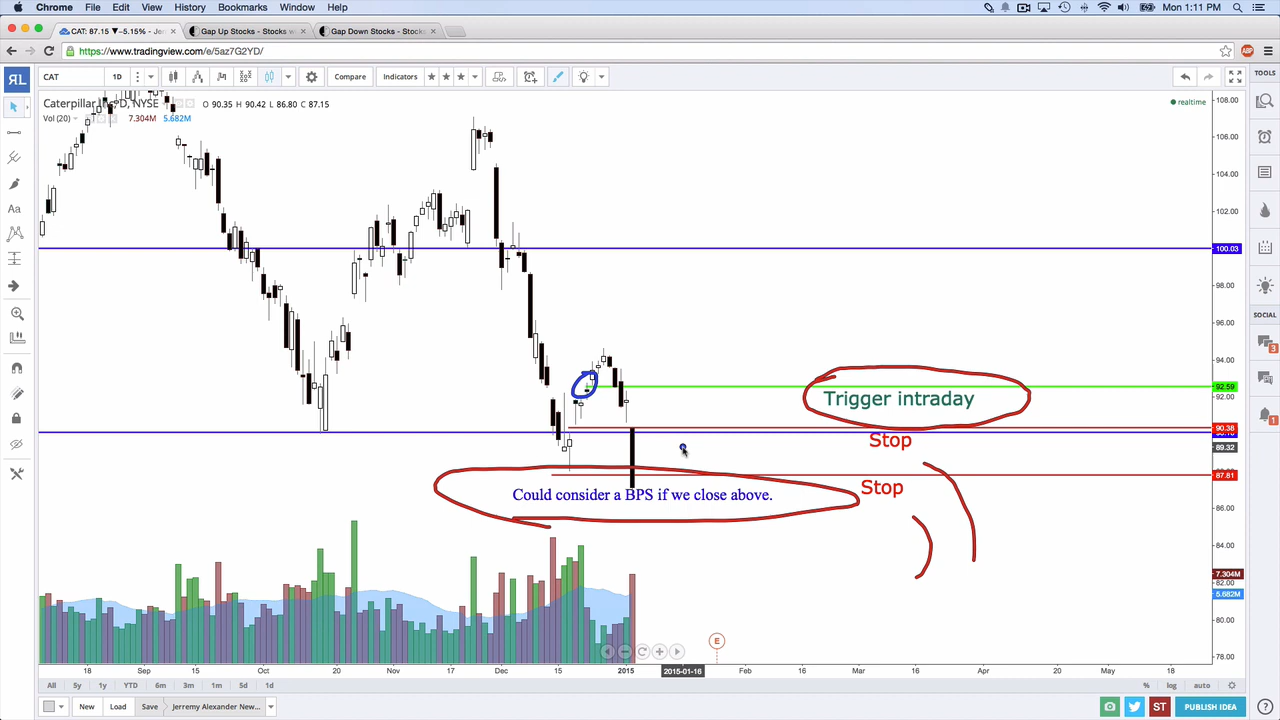 Chrome File Edit View History Bookmarks Window Help
Mon 1:11 PM
CAT: 87.15 ▼-5.15% - Je
Gap Up Stocks - Stocks w
Gap Down Stocks - Stocks
https://www.tradingview.com/e/5az7G2YD/
ABP
CAT 1D Compare Indicators
TOOLS
Caterpillar
D, NYSE O 90.35 H 90.42 L 86.80 C 87.15
realtime
Vol (20) 7.304M 5.682M
108.00
106.00
104.00
102.00
100.03
98.00
96.00
94.00
92.59
92.00
90.38
89.32
87.81
86.00
84.00
82.00
7.304M
5.682M
80.00
78.00
SOCIAL
3
1
Aa
Trigger intraday
Stop
Could consider a BPS if we close above.
Stop
E
18 Sep 15 Oct 20 Nov 17 Dec 15 2015 2015-01-16 Feb 16 Mar 16 Apr 20 May 18
All 5y 1y YTD 6m 3m 1m 5d 1d
% log auto
New Load Save Jerremy Alexander New...
ST PUBLISH IDEA